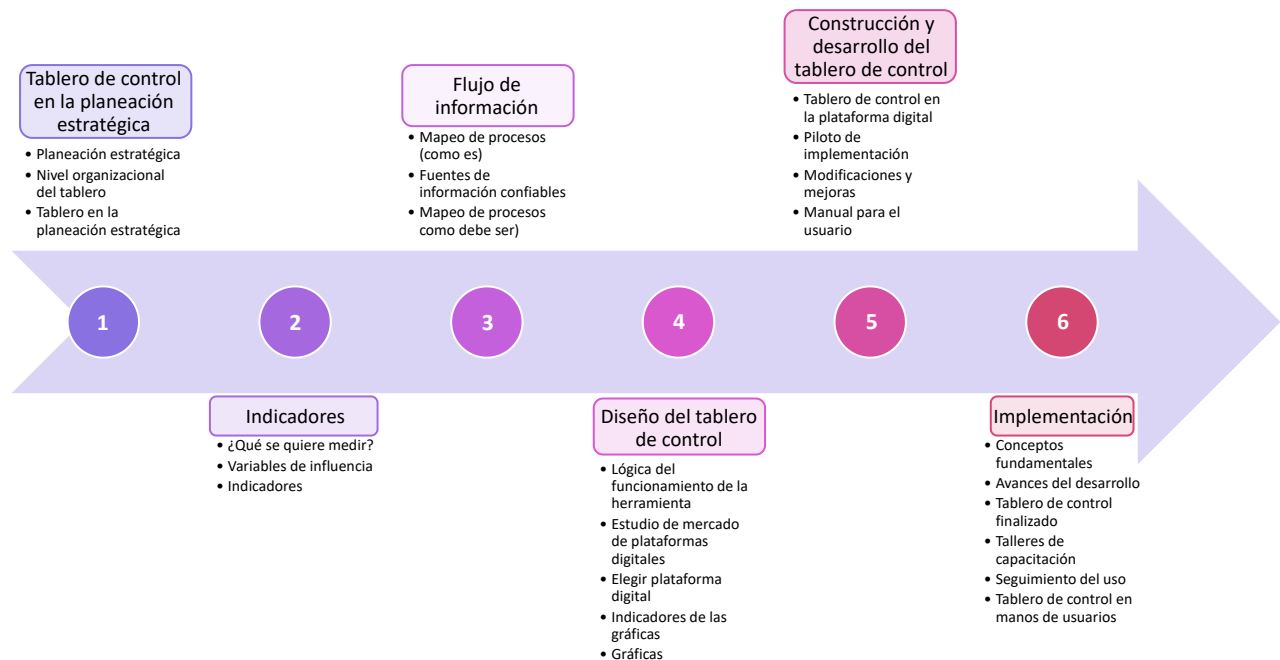 Tablero de control
en la planeación
estratégica
• Planeación estratégica
• Nivel organizacional
del tablero
• Tablero en la
planeación estratégica
Flujo de
información
• Mapeo de procesos
(como es)
• Fuentes de
información confiables
• Mapeo de procesos
como debe ser)
Construcción y
desarrollo del
tablero de control
• Tablero de control en
la plataforma digital
• Piloto de
implementación
• Modificaciones y
mejoras
• Manual para el
usuario
1
2
3
4
5
6
Indicadores
• ¿Qué se quiere medir?
• Variables de influencia
• Indicadores
Diseño del tablero
de control
• Lógica del
funcionamiento de la
herramienta
• Estudio de mercado
de plataformas
digitales
• Elegir plataforma
digital
• Indicadores de las
gráficas
• Gráficas
Implementación
• Conceptos
fundamentales
• Avances del desarrollo
• Tablero de control
finalizado
• Talleres de
capacitación
• Seguimiento del uso
• Tablero de control en
manos de usuarios